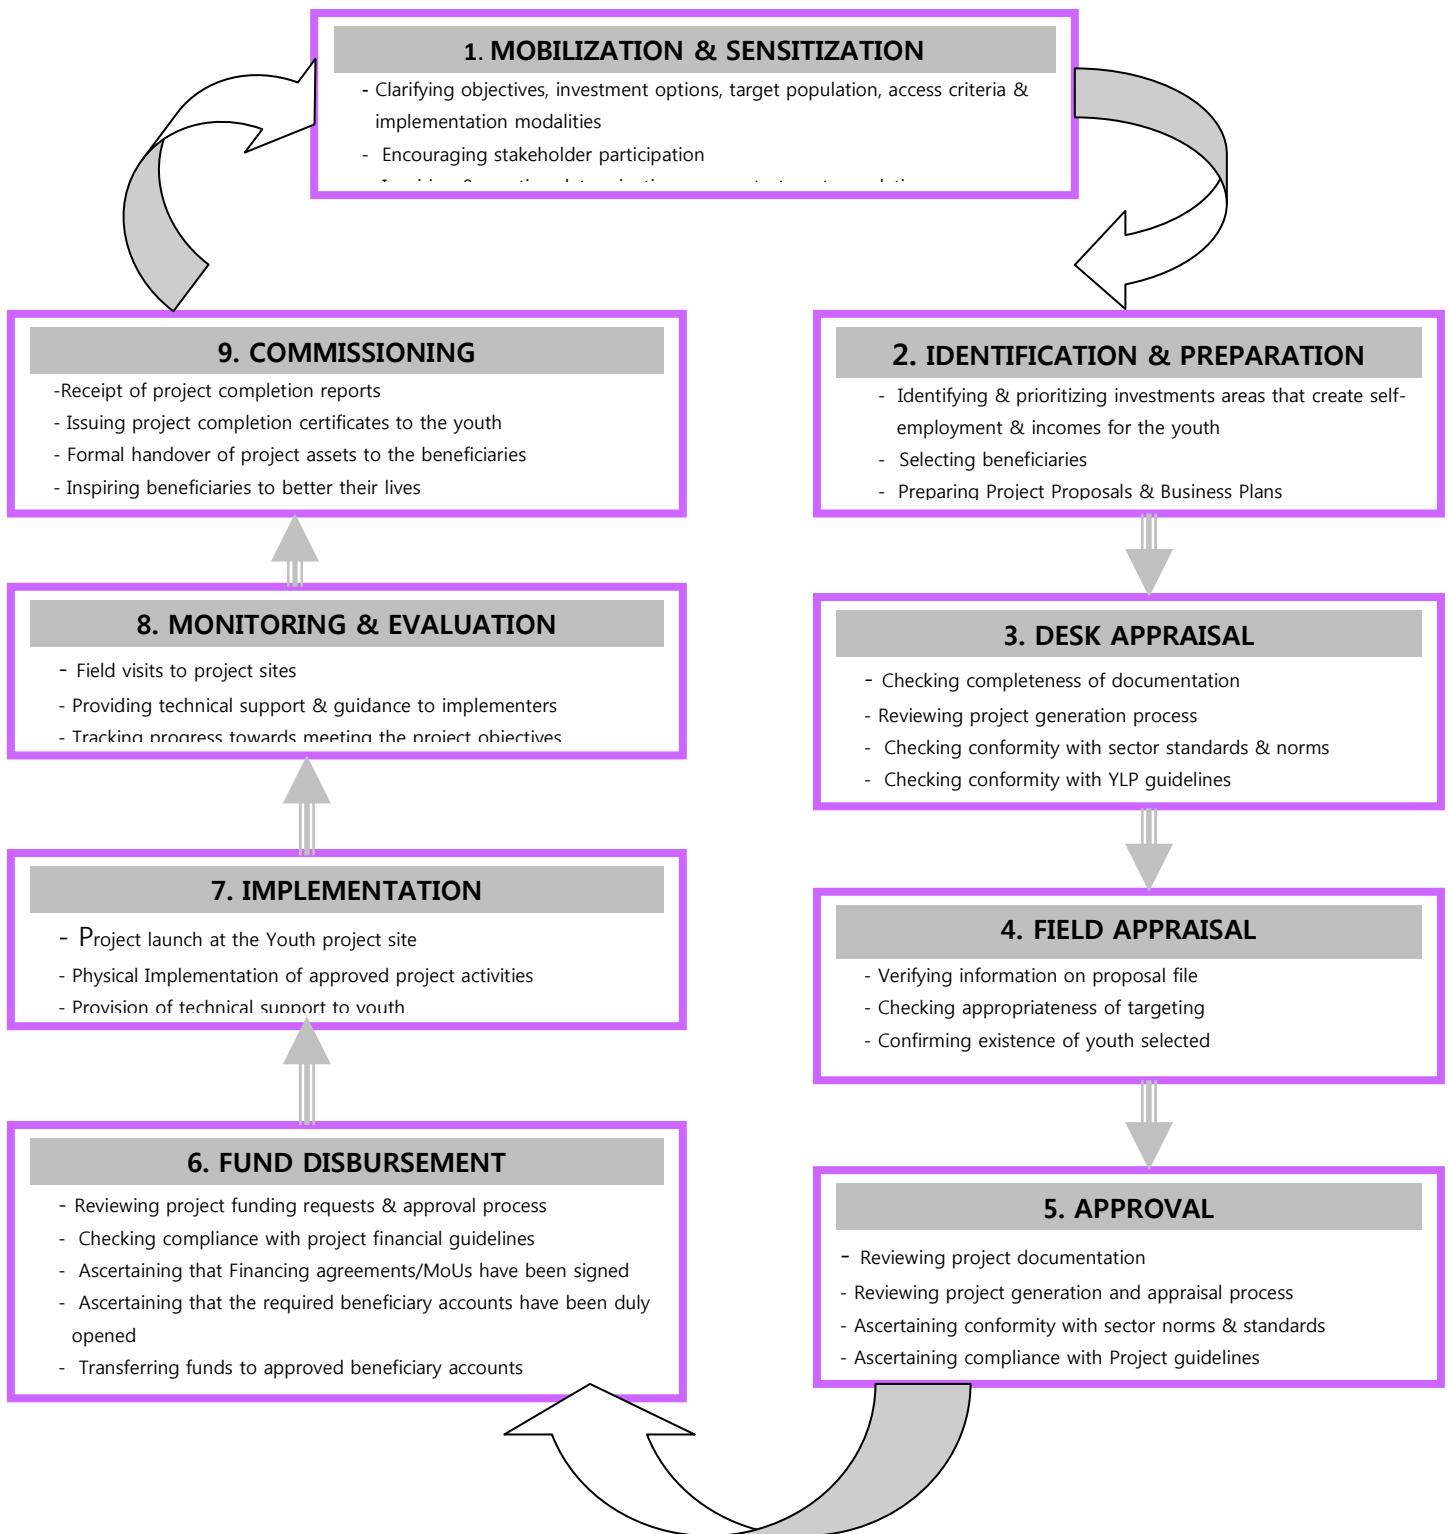 1. MOBILIZATION & SENSITIZATION
- Clarifying objectives, investment options, target population, access criteria &
implementation modalities
- Encouraging stakeholder participation
2. IDENTIFICATION & PREPARATION
- Identifying & prioritizing investments areas that create self-
employment & incomes for the youth
- Selecting beneficiaries
- Preparing Project Proposals & Business Plans
3. DESK APPRAISAL
- Checking completeness of documentation
- Reviewing project generation process
- Checking conformity with sector standards & norms
- Checking conformity with YLP guidelines
4. FIELD APPRAISAL
- Verifying information on proposal file
- Checking appropriateness of targeting
- Confirming existence of youth selected
5. APPROVAL
- Reviewing project documentation
- Reviewing project generation and appraisal process
- Ascertaining conformity with sector norms & standards
- Ascertaining compliance with Project guidelines
6. FUND DISBURSEMENT
- Reviewing project funding requests & approval process
- Checking compliance with project financial guidelines
- Ascertaining that Financing agreements/MoUs have been signed
- Ascertaining that the required beneficiary accounts have been duly
opened
- Transferring funds to approved beneficiary accounts
7. IMPLEMENTATION
- Project launch at the Youth project site
- Physical Implementation of approved project activities
- Provision of technical support to youth
8. MONITORING & EVALUATION
- Field visits to project sites
- Providing technical support & guidance to implementers
- Tracking progress towards meeting the project objectives
9. COMMISSIONING
-Receipt of project completion reports
- Issuing project completion certificates to the youth
- Formal handover of project assets to the beneficiaries
- Inspiring beneficiaries to better their lives